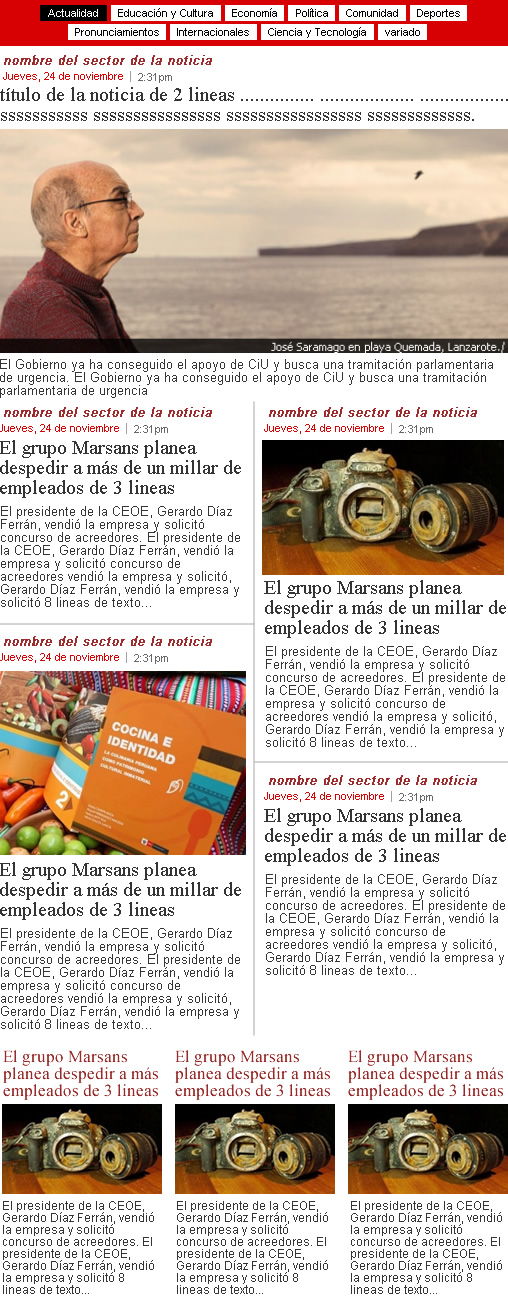 Actualidad Educación y Cultura Economía Política Comunidad Deportes
Pronunciamientos Internacionales Ciencia y Tecnología variado
nombre del sector de la noticia
Jueves, 24 de noviembre | 2:31pm
título de la noticia de 2 lineas ............... ................... ..................
sssssssssss ssssssssssssssss sssssssssssssssss sssssssssssss.
José Saramago en playa Quemada, Lanzarote./
El Gobierno ya ha conseguido el apoyo de CiU y busca una tramitación parlamentaria
de urgencia. El Gobierno ya ha conseguido el apoyo de CiU y busca una tramitación
parlamentaria de urgencia
nombre del sector de la noticia
Jueves, 24 de noviembre | 2:31pm
El grupo Marsans planea
despedir a más de un millar de
empleados de 3 lineas
El presidente de la CEOE, Gerardo Díaz
Ferrán, vendió la empresa y solicitó
concurso de acreedores. El presidente de
la CEOE, Gerardo Díaz Ferrán, vendió la
empresa y solicitó concurso de
acreedores vendió la empresa y solicitó,
Gerardo Díaz Ferrán, vendió la empresa y
solicitó 8 lineas de texto...
nombre del sector de la noticia
Jueves, 24 de noviembre | 2:31pm
COCINA E
IDENTIDAD
LA CULINARIA PERUANA
COMO PATRIMONIO
CULTURAL INMATERIAL
2
El grupo Marsans planea
despedir a más de un millar de
empleados de 3 lineas
El presidente de la CEOE, Gerardo Díaz
Ferrán, vendió la empresa y solicitó
concurso de acreedores. El presidente de
la CEOE, Gerardo Díaz Ferrán, vendió la
empresa y solicitó concurso de
acreedores vendió la empresa y solicitó,
Gerardo Díaz Ferrán, vendió la empresa y
solicitó 8 lineas de texto...
nombre del sector de la noticia
Jueves, 24 de noviembre | 2:31pm
El grupo Marsans planea
despedir a más de un millar de
empleados de 3 lineas
El presidente de la CEOE, Gerardo Díaz
Ferrán, vendió la empresa y solicitó
concurso de acreedores. El presidente de
la CEOE, Gerardo Díaz Ferrán, vendió la
empresa y solicitó concurso de
acreedores vendió la empresa y solicitó,
Gerardo Díaz Ferrán, vendió la empresa y
solicitó 8 lineas de texto...
nombre del sector de la noticia
Jueves, 24 de noviembre | 2:31pm
El grupo Marsans planea
despedir a más de un millar de
empleados de 3 lineas
El presidente de la CEOE, Gerardo Díaz
Ferrán, vendió la empresa y solicitó
concurso de acreedores. El presidente de
la CEOE, Gerardo Díaz Ferrán, vendió la
empresa y solicitó concurso de
acreedores vendió la empresa y solicitó,
Gerardo Díaz Ferrán, vendió la empresa y
solicitó 8 lineas de texto...
El grupo Marsans
planea despedir a más
empleados de 3 lineas
El presidente de la CEOE,
Gerardo Díaz Ferrán, vendió
la empresa y solicitó
concurso de acreedores. El
presidente de la CEOE,
Gerardo Díaz Ferrán, vendió
la empresa y solicitó 8
lineas de texto...
El grupo Marsans
planea despedir a más
empleados de 3 lineas
El presidente de la CEOE,
Gerardo Díaz Ferrán, vendió
la empresa y solicitó
concurso de acreedores. El
presidente de la CEOE,
Gerardo Díaz Ferrán, vendió
la empresa y solicitó 8
lineas de texto...
El grupo Marsans
planea despedir a más
empleados de 3 lineas
El presidente de la CEOE,
Gerardo Díaz Ferrán, vendió
la empresa y solicitó
concurso de acreedores. El
presidente de la CEOE,
Gerardo Díaz Ferrán, vendió
la empresa y solicitó 8
lineas de texto...